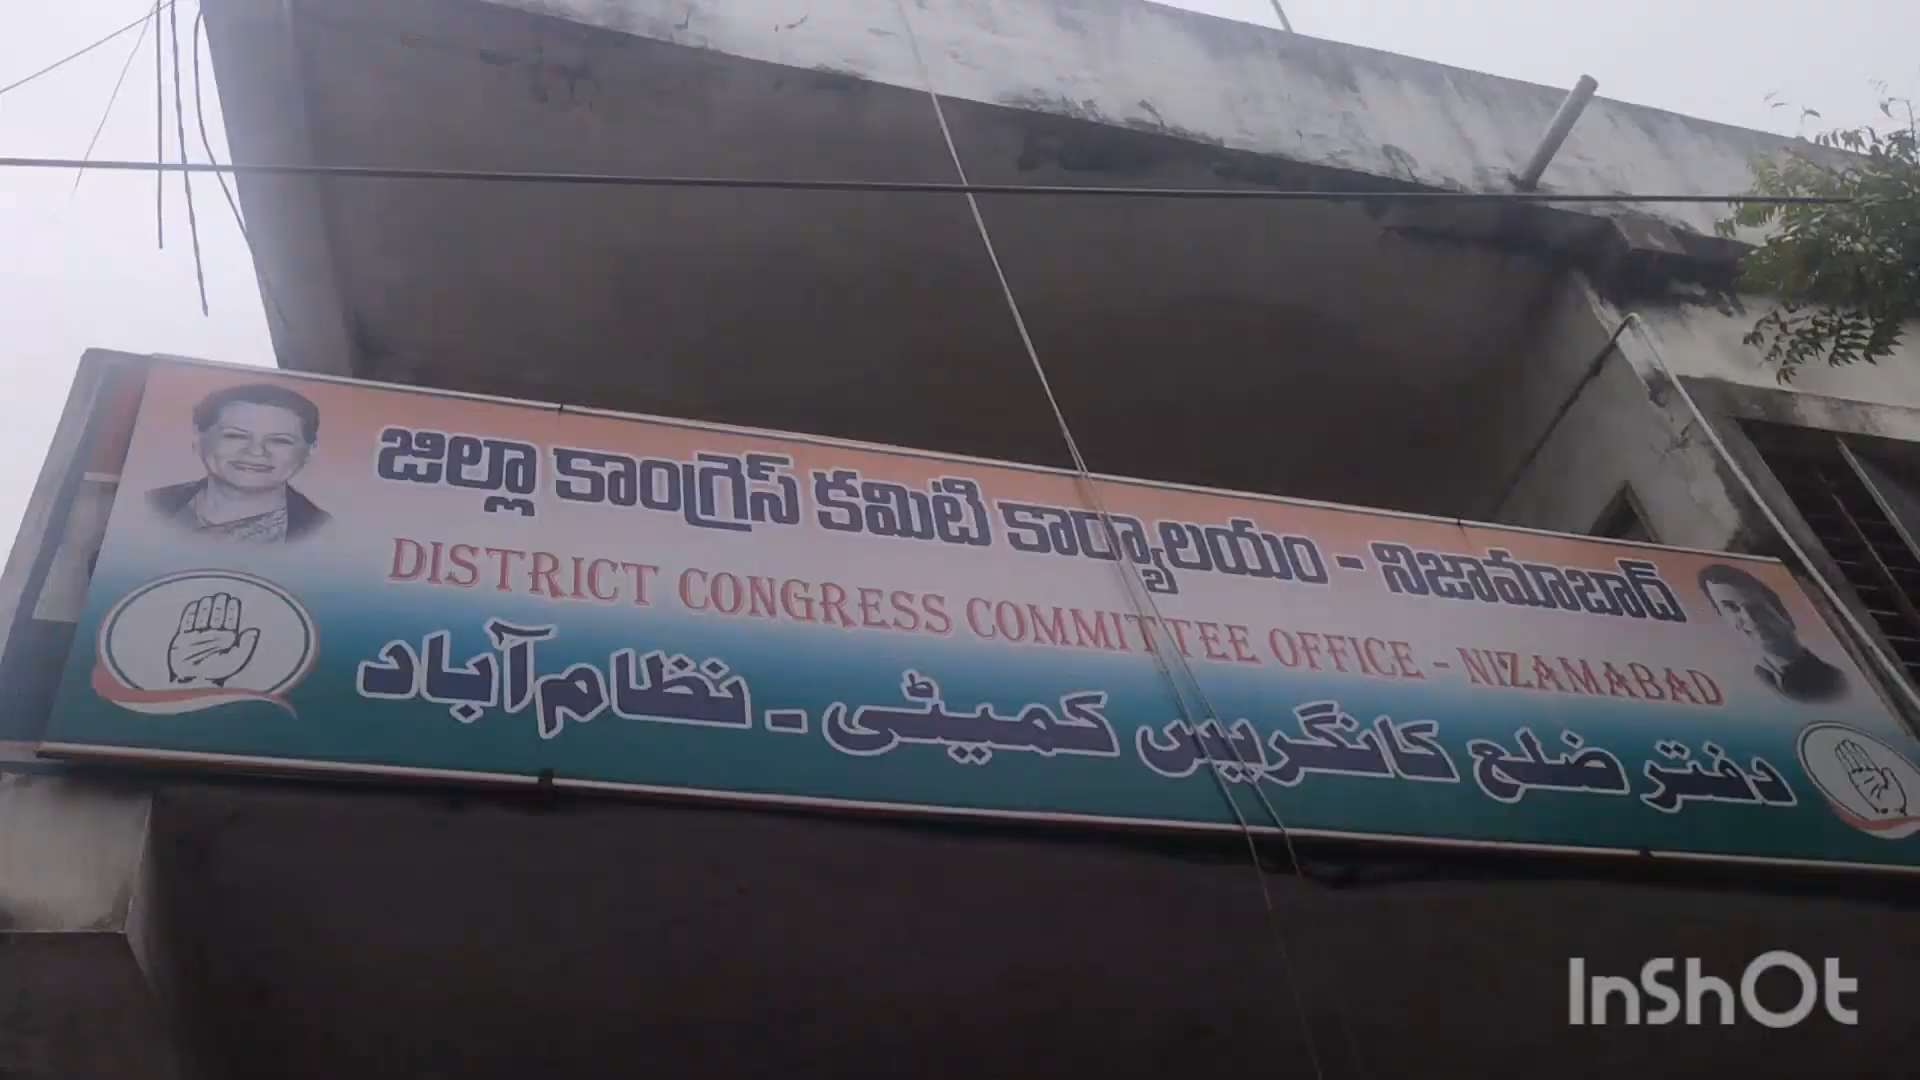 జిల్లా కాంగ్రెస్ కమిటి కార్యాలయం - నిజామాబాద్
DISTRICT CONGRESS COMMITTEE OFFICE - NIZAMABAD
دفتر ضلع کانگریس کمیٹی - نظام آباد
InShOt